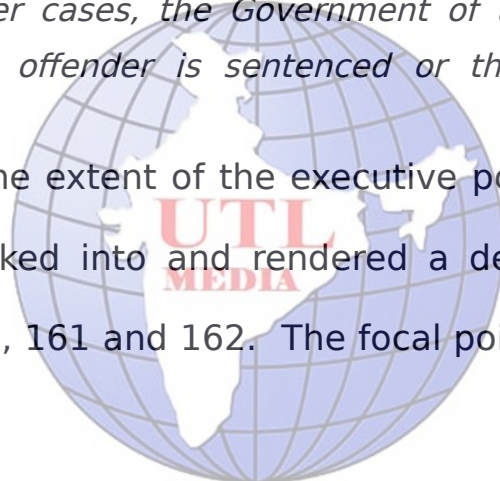 er cases, the Government of
offender is sentenced or th
he extent of the executive po
UTL
ked into and rendered a de
MEDIA
, 161 and 162. The focal poi